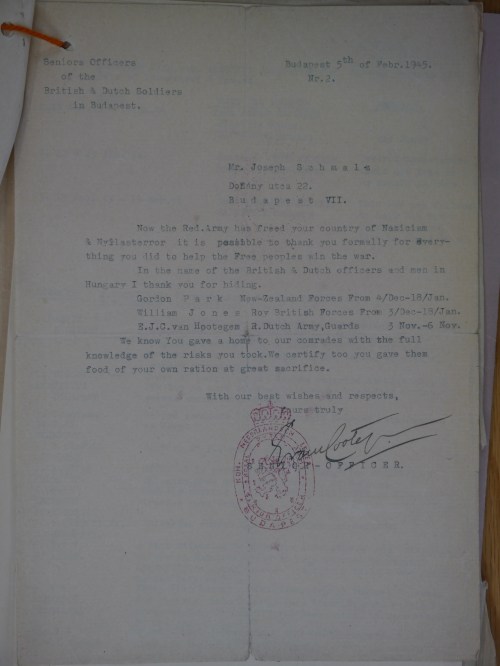 Seniors Officers
of the
British & Dutch Soldiers
in Budapest.
Budapest 5th of Febr.1945.
Nr.2.
Mr. Joseph
Dohány utca 22.
Budapest VII.
Now the Red.Army has freed your country of Nazisism
& Nyilasterror it is possible to thank you formally for every-
thing you did to help the Free peoples win the war.
In the name of the British & Dutch officers and men in
Hungary I thank you for hiding.
Gordon Park New-Zealand Forces From 4/Dec-18/Jan.
William Jones British Forces From 3/Dec-18/Jan.
E.J.C.van Hootegem R.Dutch Army,Guards 3 Nov.-6 Nov.
We know You gave a home to our comrades with the full
knowledge of the risks you took.We certify too you gave them
food of your own ration at great sacrifice.
With our best wishes and respects,
Yours truly
SENIOR-OFFICER.
BUDAPEST